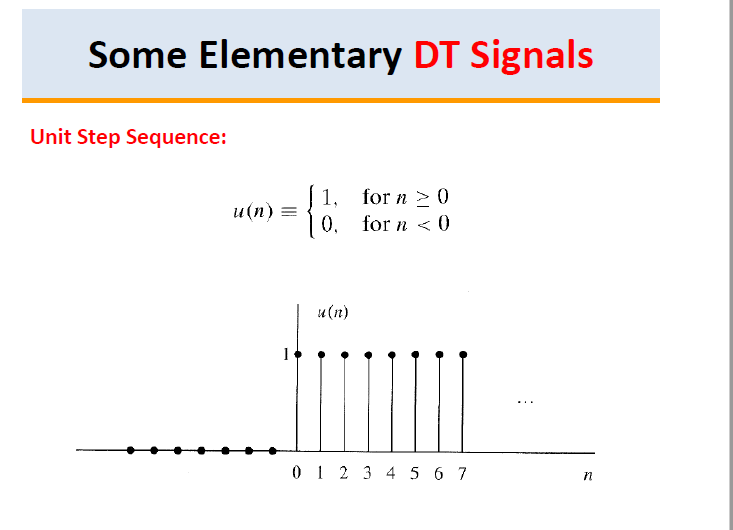 Some Elementary DT Signals
Unit Step Sequence:
u(n) ≡ { 1, for n ≥ 0
0, for n < 0
u(n)
1
...
0 1 2 3 4 5 6 7 n